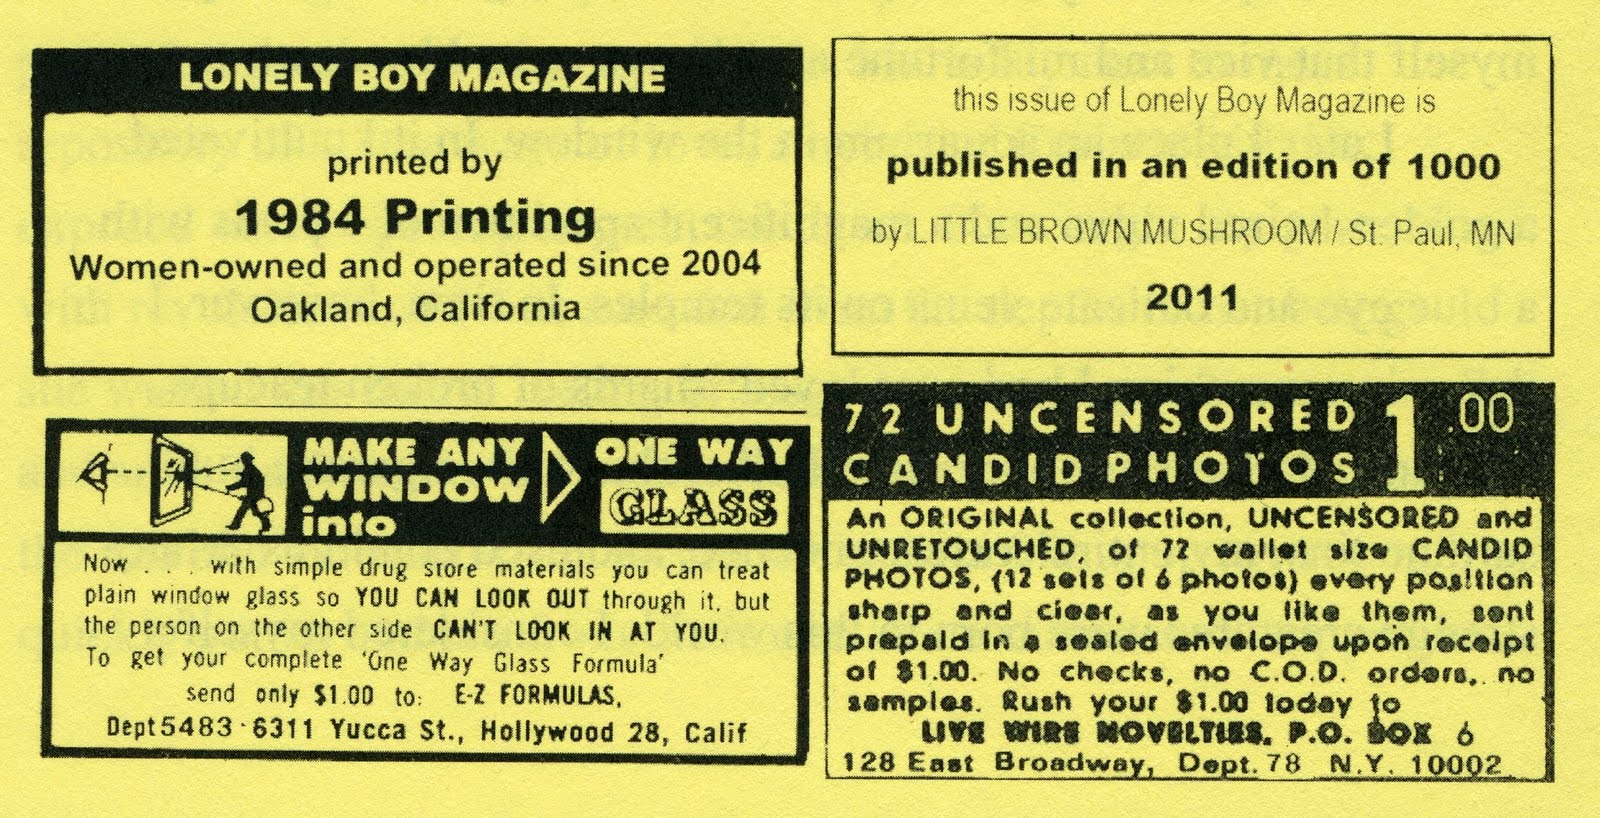 LONELY BOY MAGAZINE
printed by
1984 Printing
Women-owned and operated since 2004
Oakland, California
this issue of Lonely Boy Magazine is
published in an edition of 1000
by LITTLE BROWN MUSHROOM / St. Paul, MN
2011
MAKE ANY
WINDOW
into
ONE WAY
GLASS
Now . . . with simple drug store materials you can treat
plain window glass so YOU CAN LOOK OUT through it, but
the person on the other side CAN'T LOOK IN AT YOU.
To get your complete 'One Way Glass Formula'
send only $1.00 to: E-Z FORMULAS,
Dept 5483 · 6311 Yucca St., Hollywood 28, Calif
72 UNCENSORED
CANDID PHOTOS
1.00
An ORIGINAL collection, UNCENSORED and
UNRETOUCHED, of 72 wallet size CANDID
PHOTOS, (12 sets of 6 photos) every position
sharp and clear, as you like them, sent
prepaid in a sealed envelope upon receipt
of $1.00. No checks, no C.O.D. orders, no
samples. Rush your $1.00 today to
LIVE WIRE NOVELTIES, P.O. BOX 6
128 East Broadway, Dept. 78 N.Y. 10002